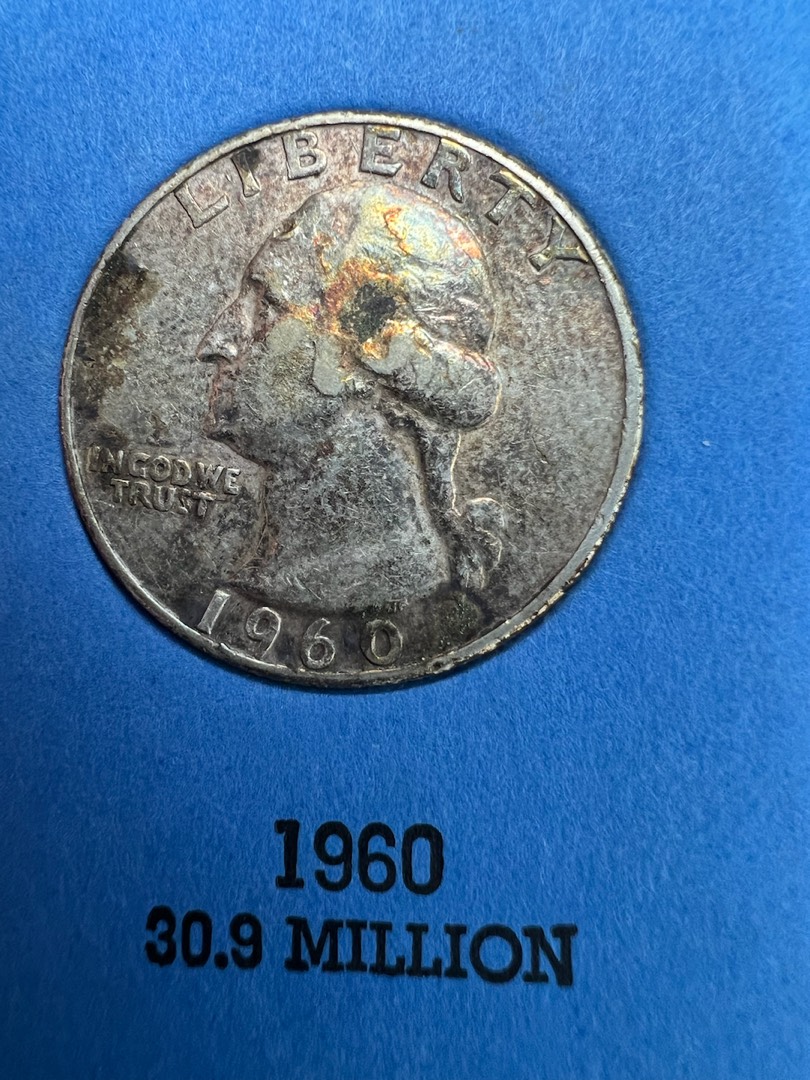 LIBERTY
IN GOD WE
TRUST
1960
1960
30.9 MILLION